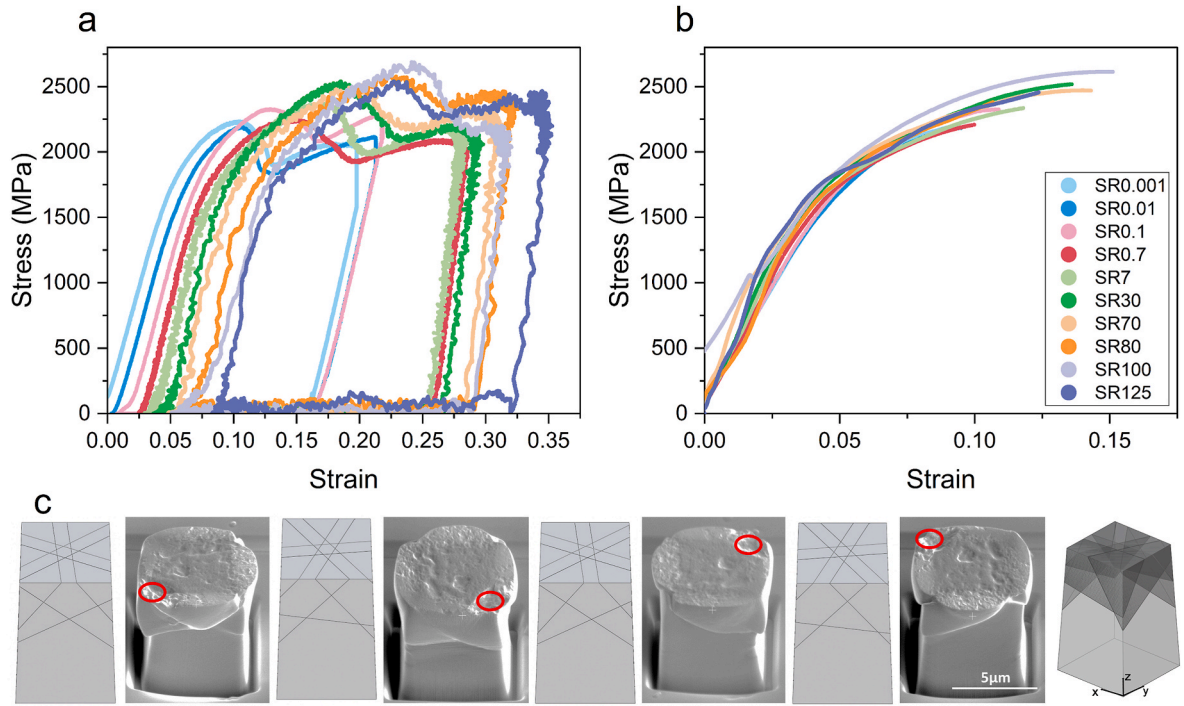 a
b
2500
2000
1500
1000
500
0
Stress (MPa)
0.00
0.05
0.10
0.15
0.20
0.25
0.30
0.35
Strain
2500
2000
1500
1000
500
0
Stress (MPa)
0.00
0.05
0.10
0.15
Strain
SR0.001
SR0.01
SR0.1
SR0.7
SR7
SR30
SR70
SR80
SR100
SR125
c
5μm
z
x
y